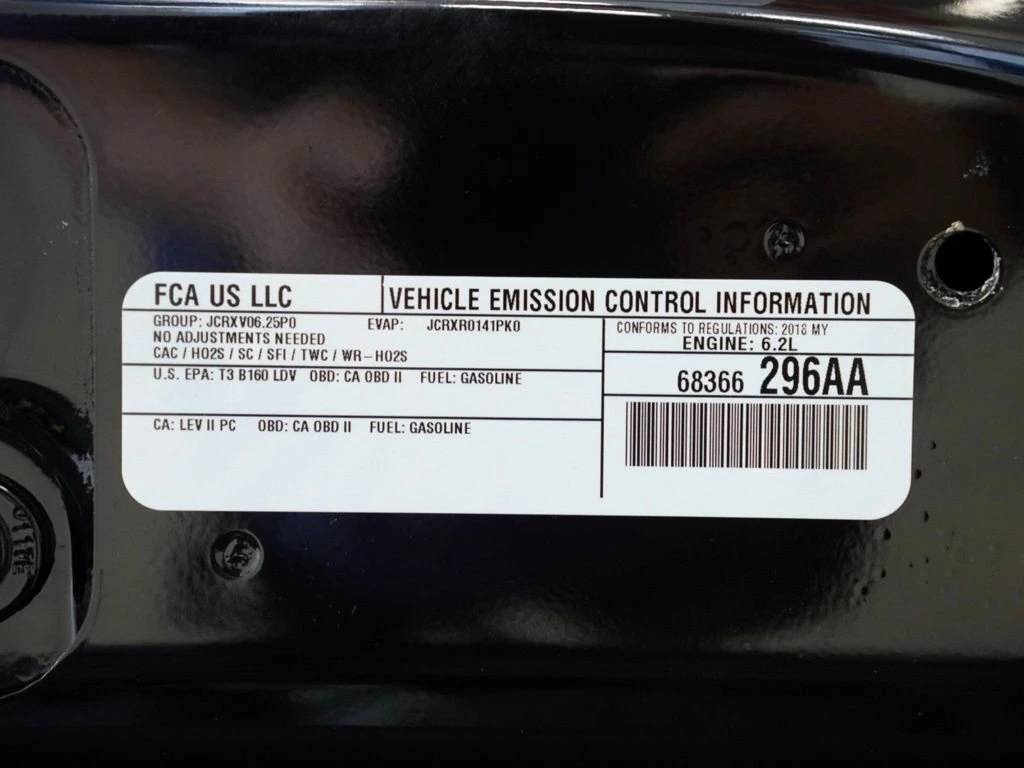 FCA US LLC
VEHICLE EMISSION CONTROL INFORMATION
GROUP: JCRXV06.25P0 EVAP: JCRXR0141PK0
NO ADJUSTMENTS NEEDED
CAC / HO2S / SC / SFI / TWC / WR-HO2S
U.S. EPA: T3 B160 LDV OBD: CA OBD II FUEL: GASOLINE
CA: LEV II PC OBD: CA OBD II FUEL: GASOLINE
CONFORMS TO REGULATIONS: 2018 MY
ENGINE: 6.2L
68366 296AA